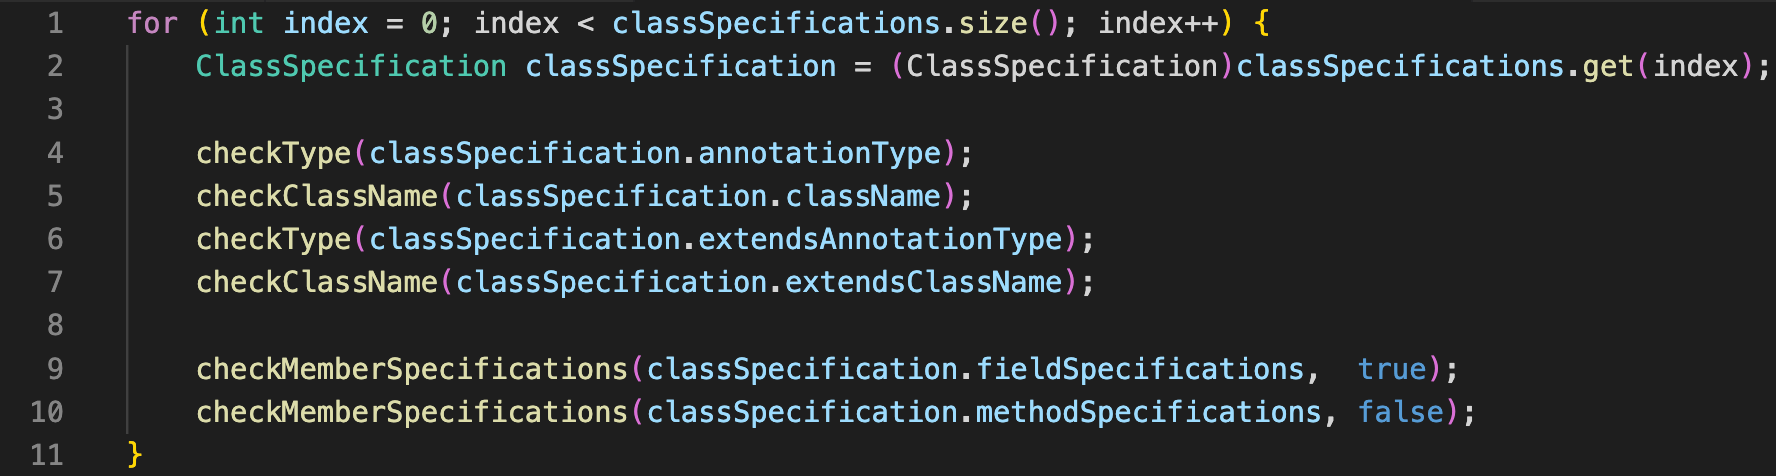 1 for (int index = 0; index < classSpecifications.size(); index++) {
2     ClassSpecification classSpecification = (ClassSpecification)classSpecifications.get(index);
3
4     checkType(classSpecification.annotationType);
5     checkClassName(classSpecification.className);
6     checkType(classSpecification.extendsAnnotationType);
7     checkClassName(classSpecification.extendsClassName);
8
9     checkMemberSpecifications(classSpecification.fieldSpecifications,  true);
10     checkMemberSpecifications(classSpecification.methodSpecifications, false);
11 }